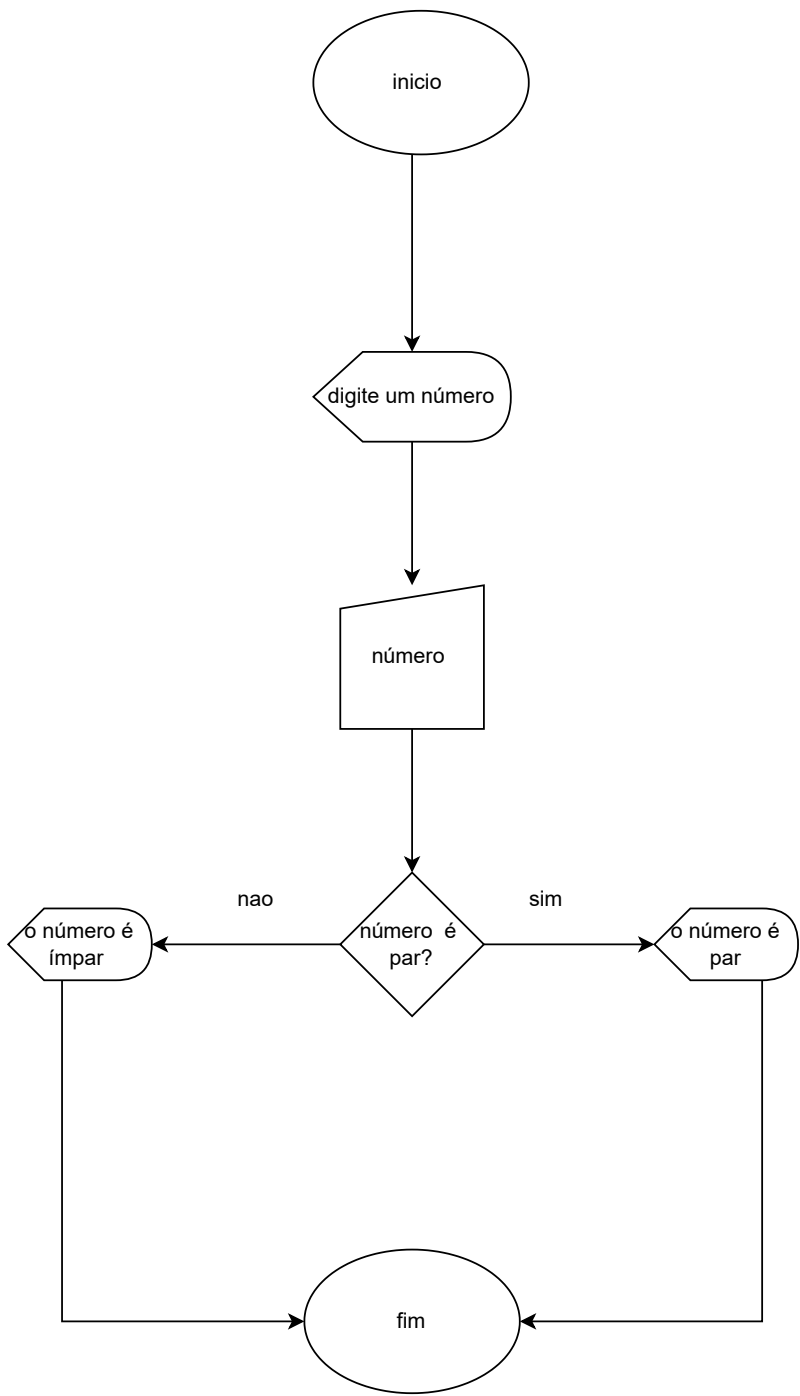 inicio
digite um número
número
nao
sim
o número é
ímpar
número  é
par?
o número é
par
fim